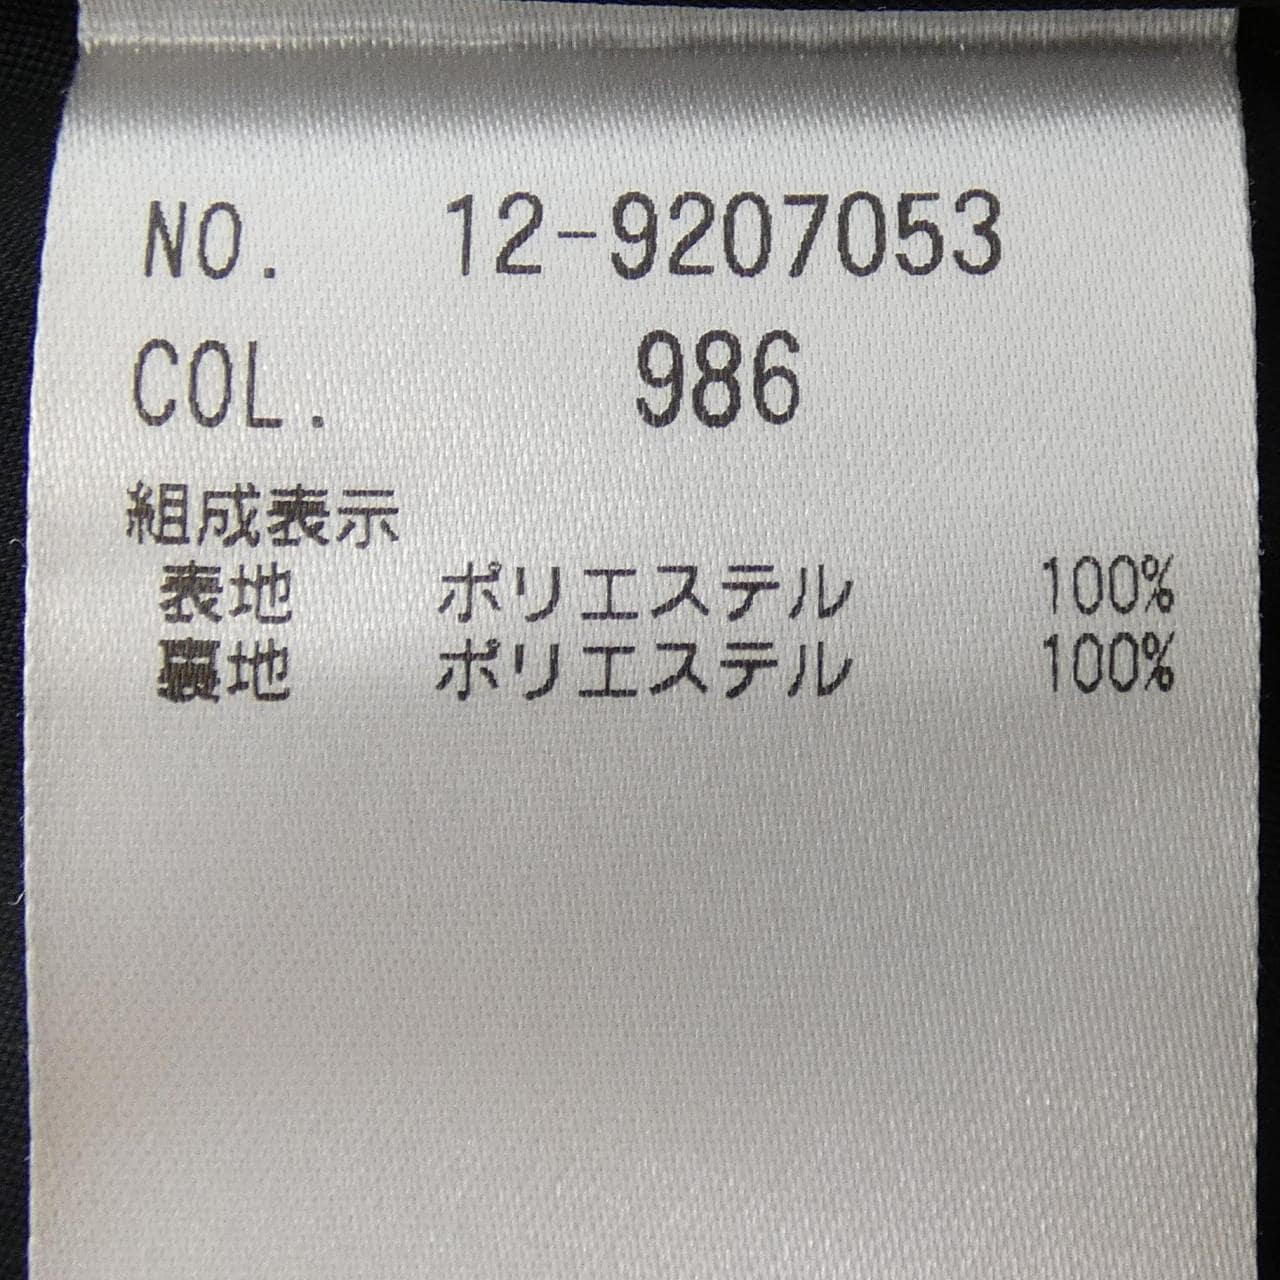 NO. 12-9207053
COL. 986
組成表示
表地 ポリエステル 100%
裏地 ポリエステル 100%